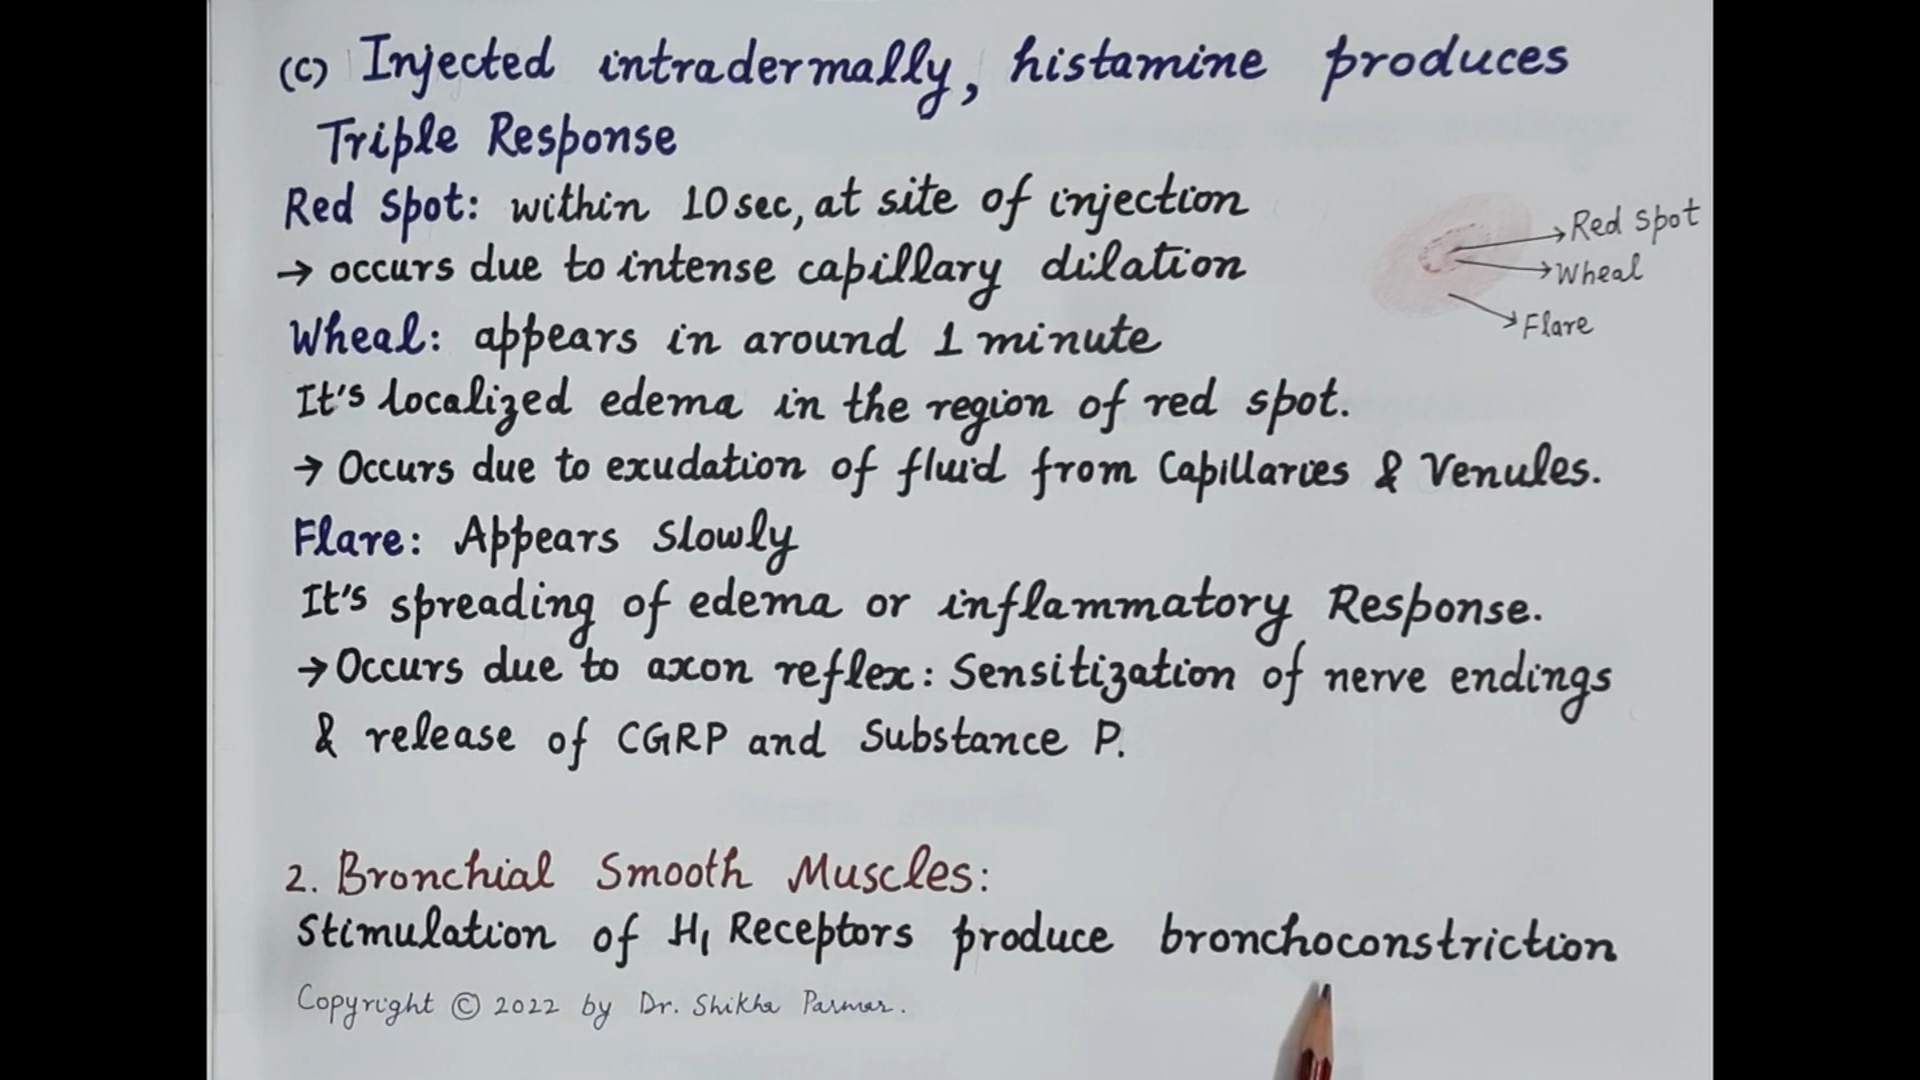 (C) Injected intradermally, histamine produces
Triple Response
Red Spot: within 10 sec, at site of injection
→ occurs due to intense capillary dilation
Red spot
Wheal
Flare
Wheal: appears in around 1 minute
It's localized edema in the region of red spot.
→ Occurs due to exudation of fluid from Capillaries & Venules.
Flare: Appears Slowly
It's spreading of edema or inflammatory Response.
→ Occurs due to axon reflex: Sensitization of nerve endings
& release of CGRP and Substance P.
2. Bronchial Smooth Muscles:
Stimulation of H₁ Receptors produce bronchoconstriction
Copyright © 2022 by Dr. Shikha Parmar.